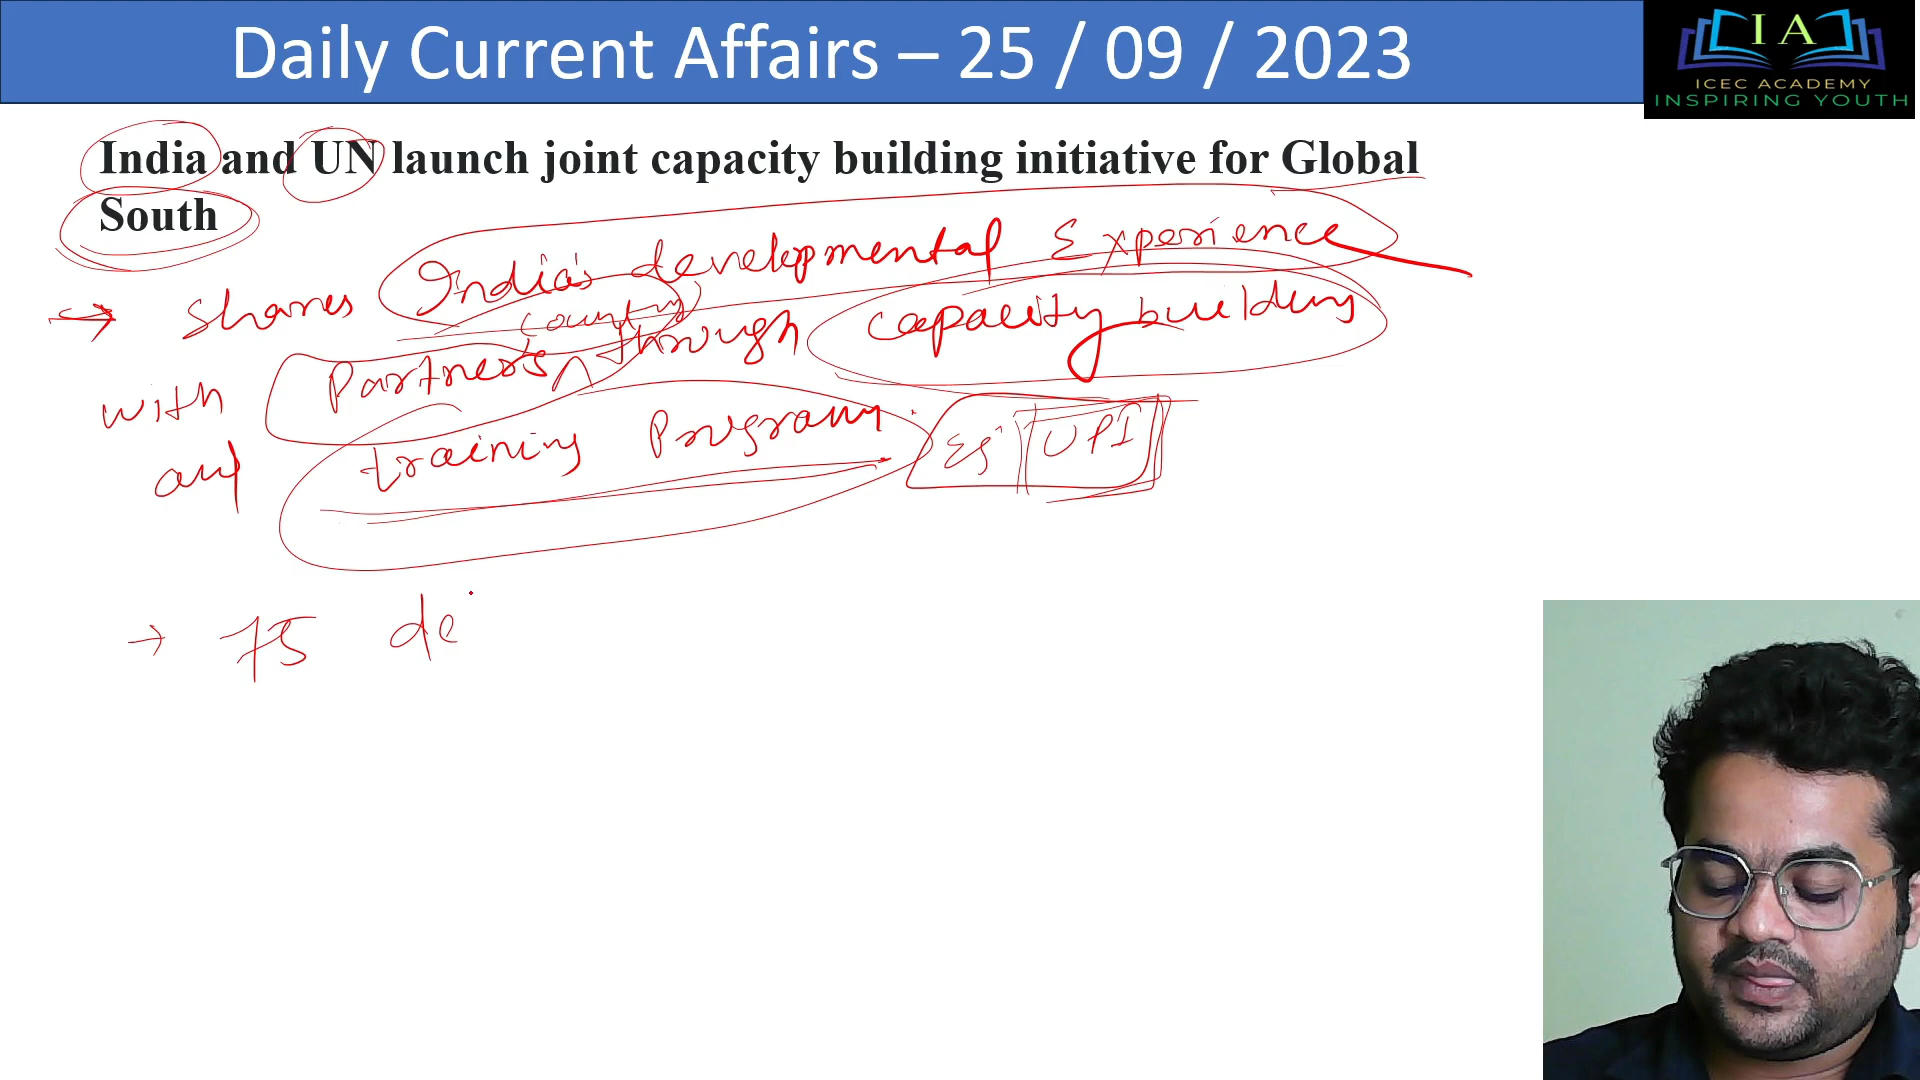 Daily Current Affairs – 25 / 09 / 2023
I A
ICEC ACADEMY
INSPIRING YOUTH
India and UN launch joint capacity building initiative for Global
South
→ shares India's developmental Experience
country
with Partner's ^ through capacity building
and training Program. Eg UPI
→ 75 de